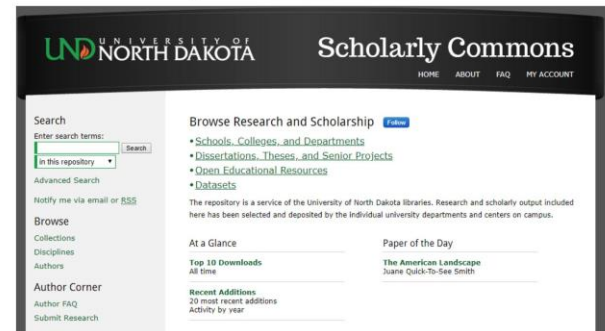 UND UNIVERSITY OF
NORTH DAKOTA
Scholarly Commons
HOME ABOUT FAQ MY ACCOUNT
Search
Enter search terms:
Search
in this repository
Advanced Search
Notify me via email or RSS
Browse
Collections
Disciplines
Authors
Author Corner
Author FAQ
Submit Research
Browse Research and Scholarship Follow
• Schools, Colleges, and Departments
• Dissertations, Theses, and Senior Projects
• Open Educational Resources
• Datasets
The repository is a service of the University of North Dakota libraries. Research and scholarly output included
here has been selected and deposited by the individual university departments and centers on campus.
At a Glance
Top 10 Downloads
All time
Recent Additions
20 most recent additions
Activity by year
Paper of the Day
The American Landscape
Juane Quick-To-See Smith